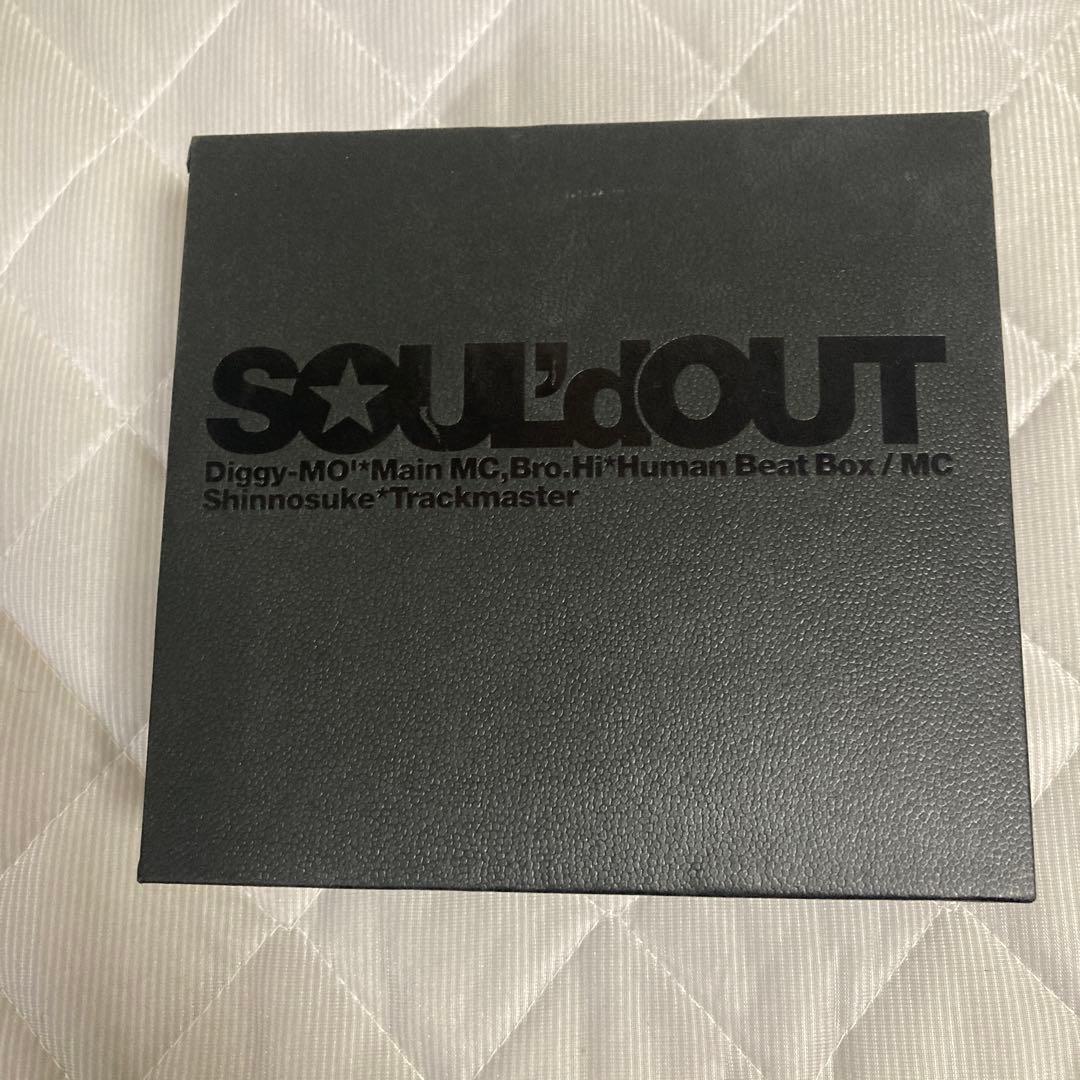 SOUL'dOUT
Diggy-MO'*Main MC,Bro.Hi*Human Beat Box / MC
Shinnosuke*Trackmaster